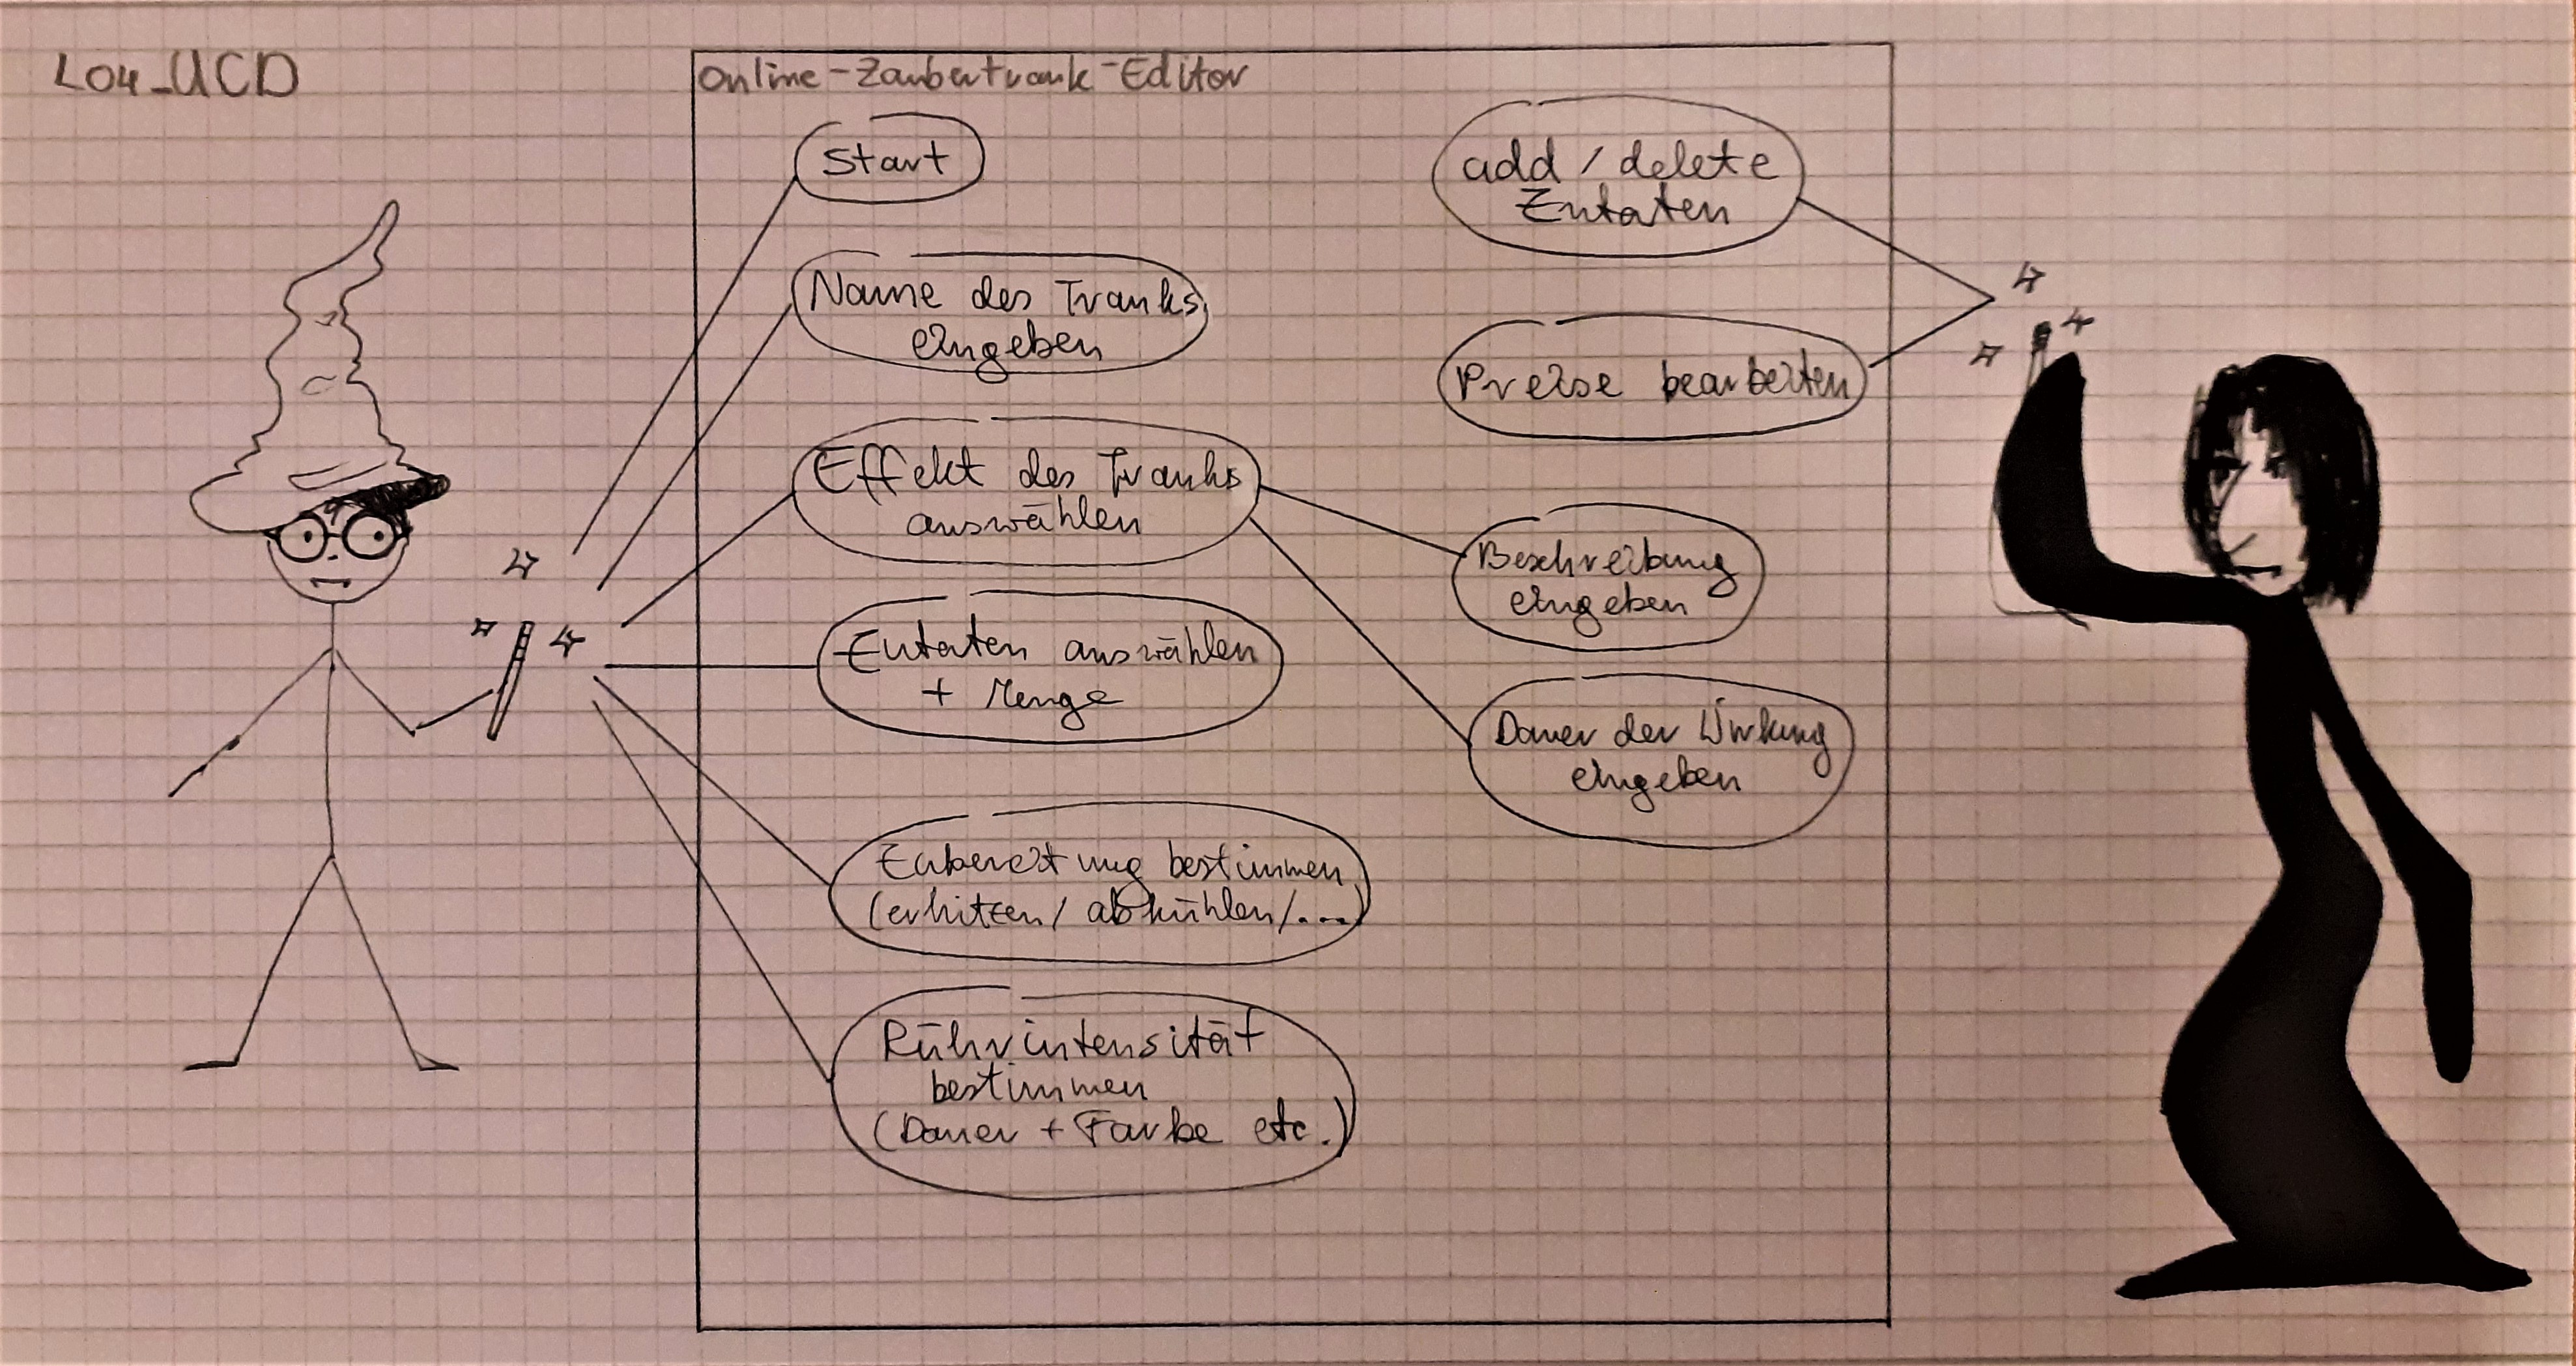 L04_UCD
Online-Zaubertrank-Editor
Start
Name des Tranks
eingeben
Effekt des Tranks
auswählen
Zutaten auswählen
+ Menge
Zubereitung bestimmen
(erhitzen/ abkühlen/....)
Rührintensität
bestimmen
(Dauer + Farbe etc.)
add / delete
Zutaten
Preise bearbeiten
Beschreibung
eingeben
Dauer der Wirkung
eingeben